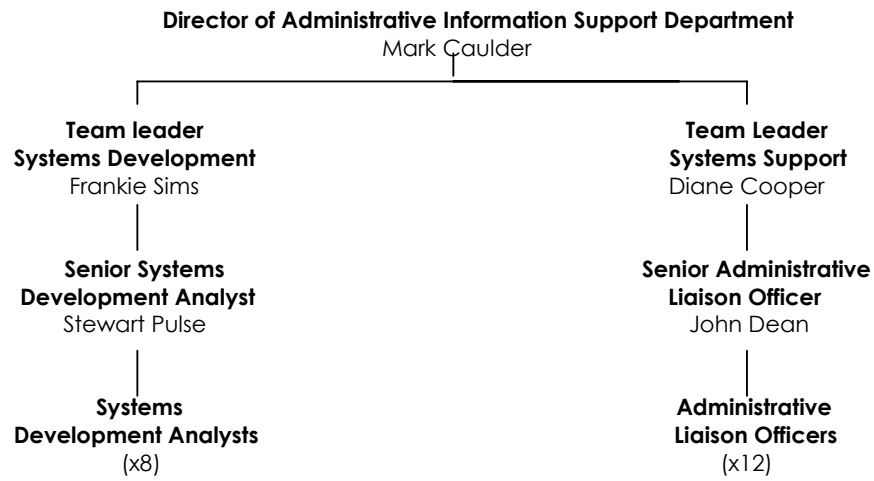 Director of Administrative Information Support Department
Mark Caulder
Team leader
Systems Development
Frankie Sims
Team Leader
Systems Support
Diane Cooper
Senior Systems
Development Analyst
Stewart Pulse
Senior Administrative
Liaison Officer
John Dean
Systems
Development Analysts
(x8)
Administrative
Liaison Officers
(x12)